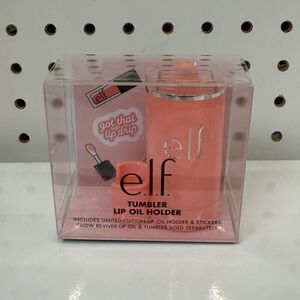 e.l.f.
got that
lip drip
e.l.f.
e.l.f.
TUMBLER
LIP OIL HOLDER
INCLUDES LIMITED-EDITION LIP OIL HOLDER & STICKERS.
GLOW REVIVER LIP OIL & TUMBLER SOLD SEPARATELY.